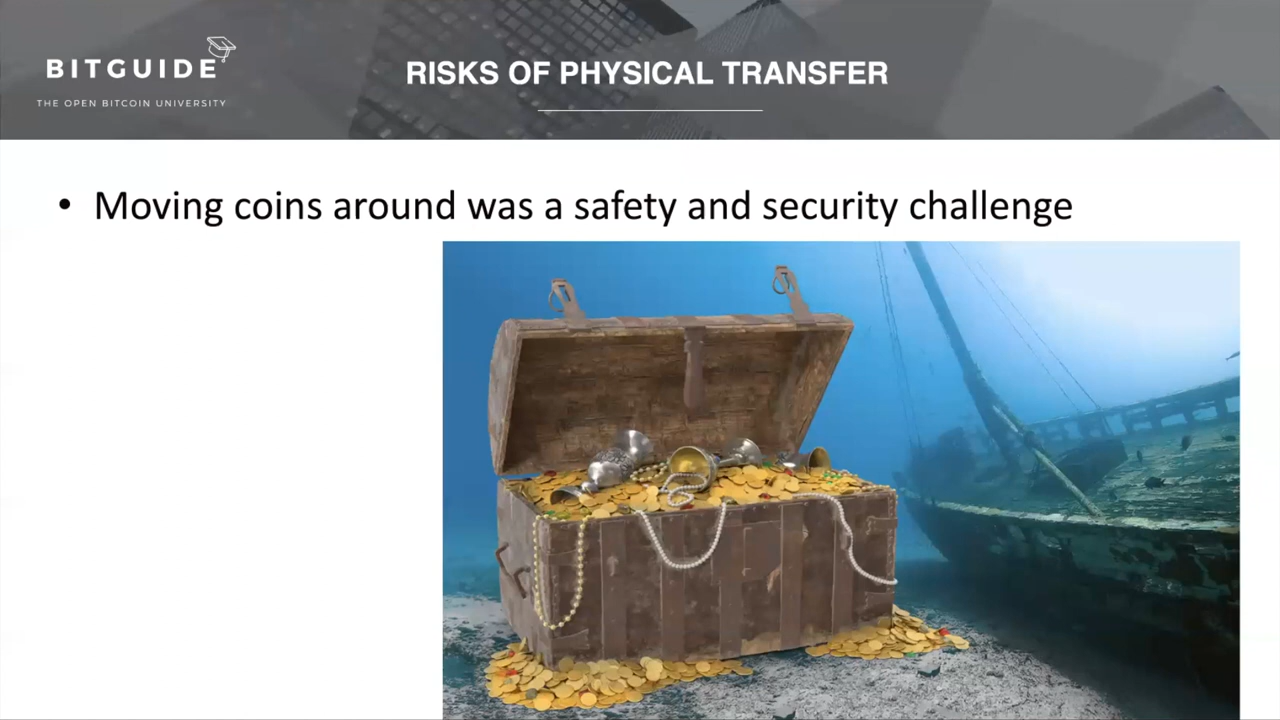 BITGUIDE
THE OPEN BITCOIN UNIVERSITY
RISKS OF PHYSICAL TRANSFER
• Moving coins around was a safety and security challenge